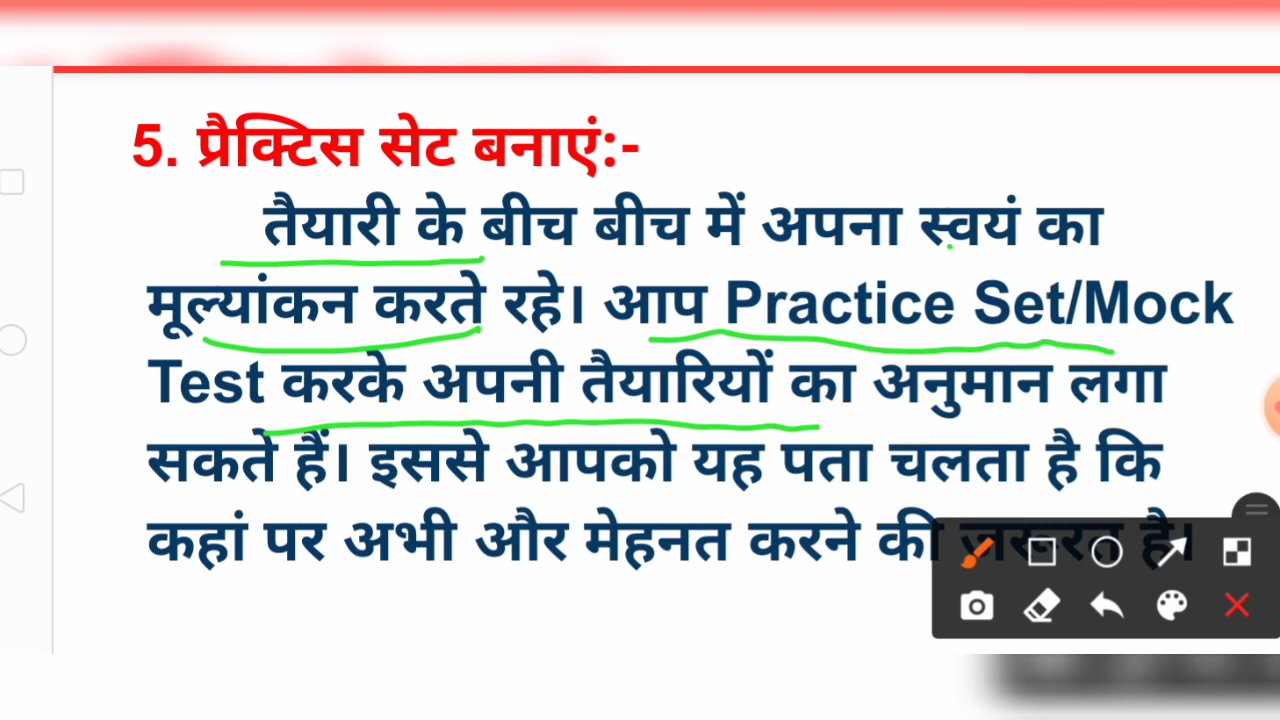 5. प्रैक्टिस सेट बनाएं:-
तैयारी के बीच बीच में अपना स्वयं का
मूल्यांकन करते रहे। आप Practice Set/Mock
Test करके अपनी तैयारियों का अनुमान लगा
सकते हैं। इससे आपको यह पता चलता है कि
कहां पर अभी और मेहनत करने की ज़रूरत है।